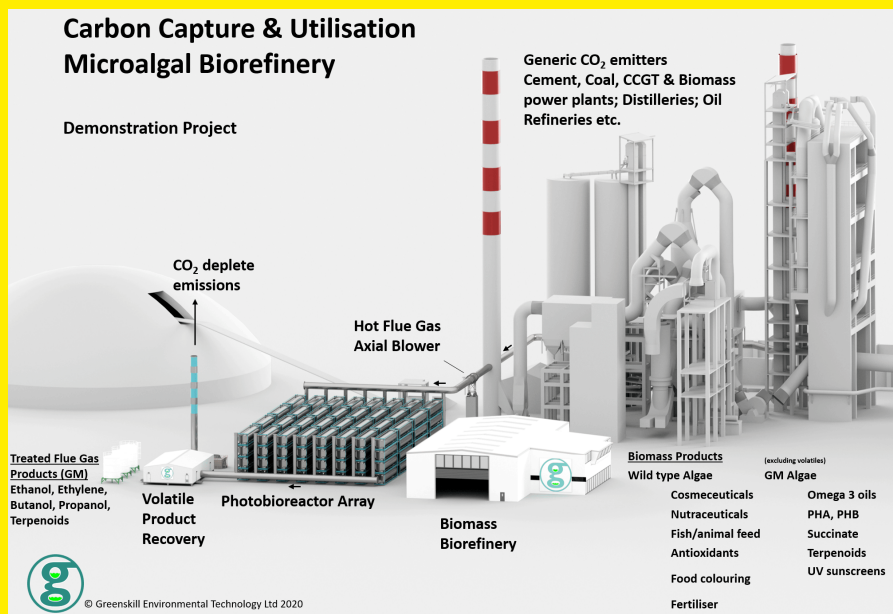 Carbon Capture & Utilisation
Microalgal Biorefinery
Demonstration Project
Generic CO₂ emitters
Cement, Coal, CCGT & Biomass
power plants; Distilleries; Oil
Refineries etc.
CO₂ deplete
emissions
Hot Flue Gas
Axial Blower
Treated Flue Gas
Products (GM)
Ethanol, Ethylene,
Butanol, Propanol,
Terpenoids
Volatile
Product
Recovery
Photobioreactor Array
Biomass
Biorefinery
Biomass Products
Wild type Algae
Cosmeceuticals
Nutraceuticals
Fish/animal feed
Antioxidants
Food colouring
Fertiliser
(excluding volatiles)
GM Algae
Omega 3 oils
PHA, PHB
Succinate
Terpenoids
UV sunscreens
© Greenskill Environmental Technology Ltd 2020